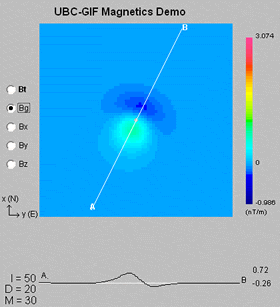 UBC-GIF Magnetics Demo
B
3.074
Bt
Bg
Bx
By
Bz
0
-0.986
(nT/m)
A
x (N)
y (E)
I = 50
D = 20
M = 30
A
B
0.72
-0.26